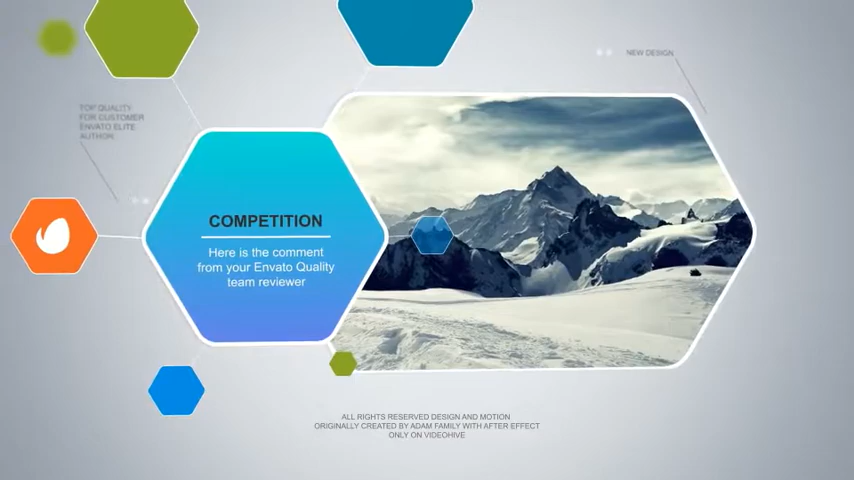 NEW DESIGN
TOP QUALITY
FOR CUSTOMER
ENVATO ELITE
AUTHOR
COMPETITION
Here is the comment
from your Envato Quality
team reviewer
ALL RIGHTS RESERVED DESIGN AND MOTION
ORIGINALLY CREATED BY ADAM FAMILY WITH AFTER EFFECT
ONLY ON VIDEOHIVE